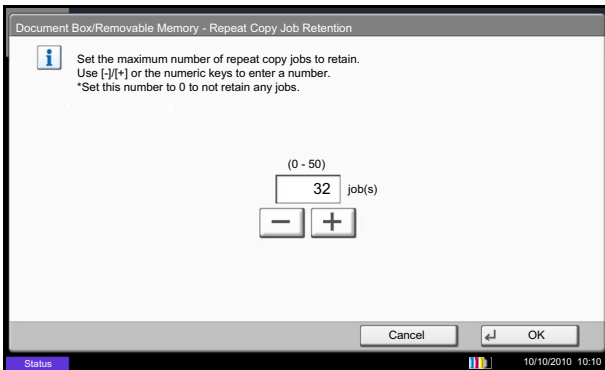 Document Box/Removable Memory - Repeat Copy Job Retention
Set the maximum number of repeat copy jobs to retain.
Use [-]/[+] or the numeric keys to enter a number.
*Set this number to 0 to not retain any jobs.
(0 - 50)
32 job(s)
Cancel OK
Status 10/10/2010 10:10